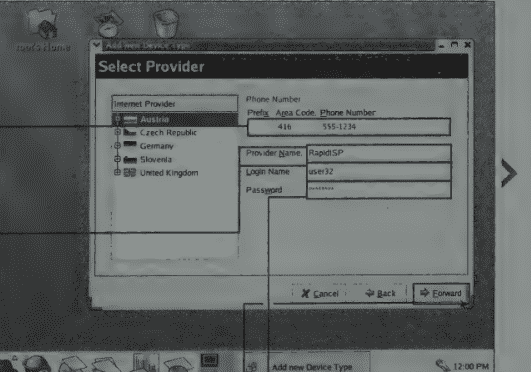 root's Home
Add new Device Type
Select Provider
Internet Provider
Austria
Czech Republic
Germany
Slovenia
United Kingdom
Phone Number
Prefix Area Code Phone Number
416 555-1234
Provider Name. RapidISP
Login Name user32
Password ********
Cancel Back Forward
Add new Device Type 12:00 PM